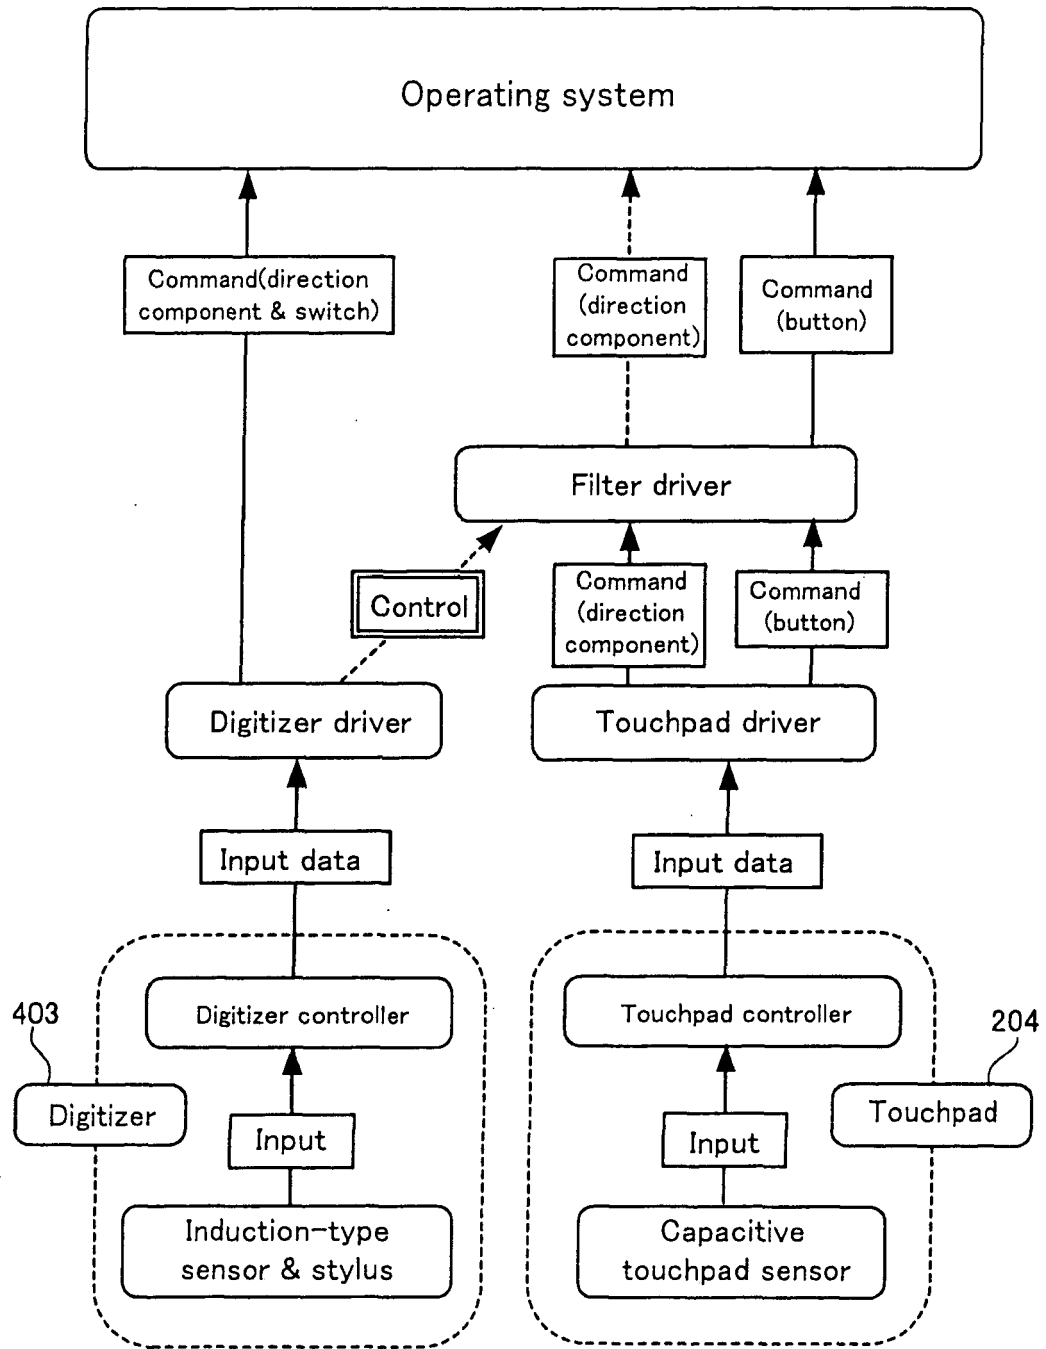 Operating system
Command(direction
component & switch)
Command
(direction
component)
Command
(button)
Filter driver
Control
Command
(direction
component)
Command
(button)
Digitizer driver
Touchpad driver
Input data
Input data
Digitizer controller
Touchpad controller
403
204
Digitizer
Touchpad
Input
Input
Induction-type
sensor & stylus
Capacitive
touchpad sensor